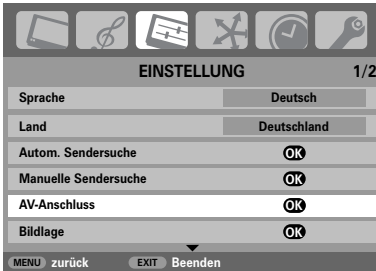 EINSTELLUNG 1/2
Sprache Deutsch
Land Deutschland
Autom. Sendersuche OK
Manuelle Sendersuche OK
AV-Anschluss OK
Bildlage OK
MENU zurück EXIT Beenden